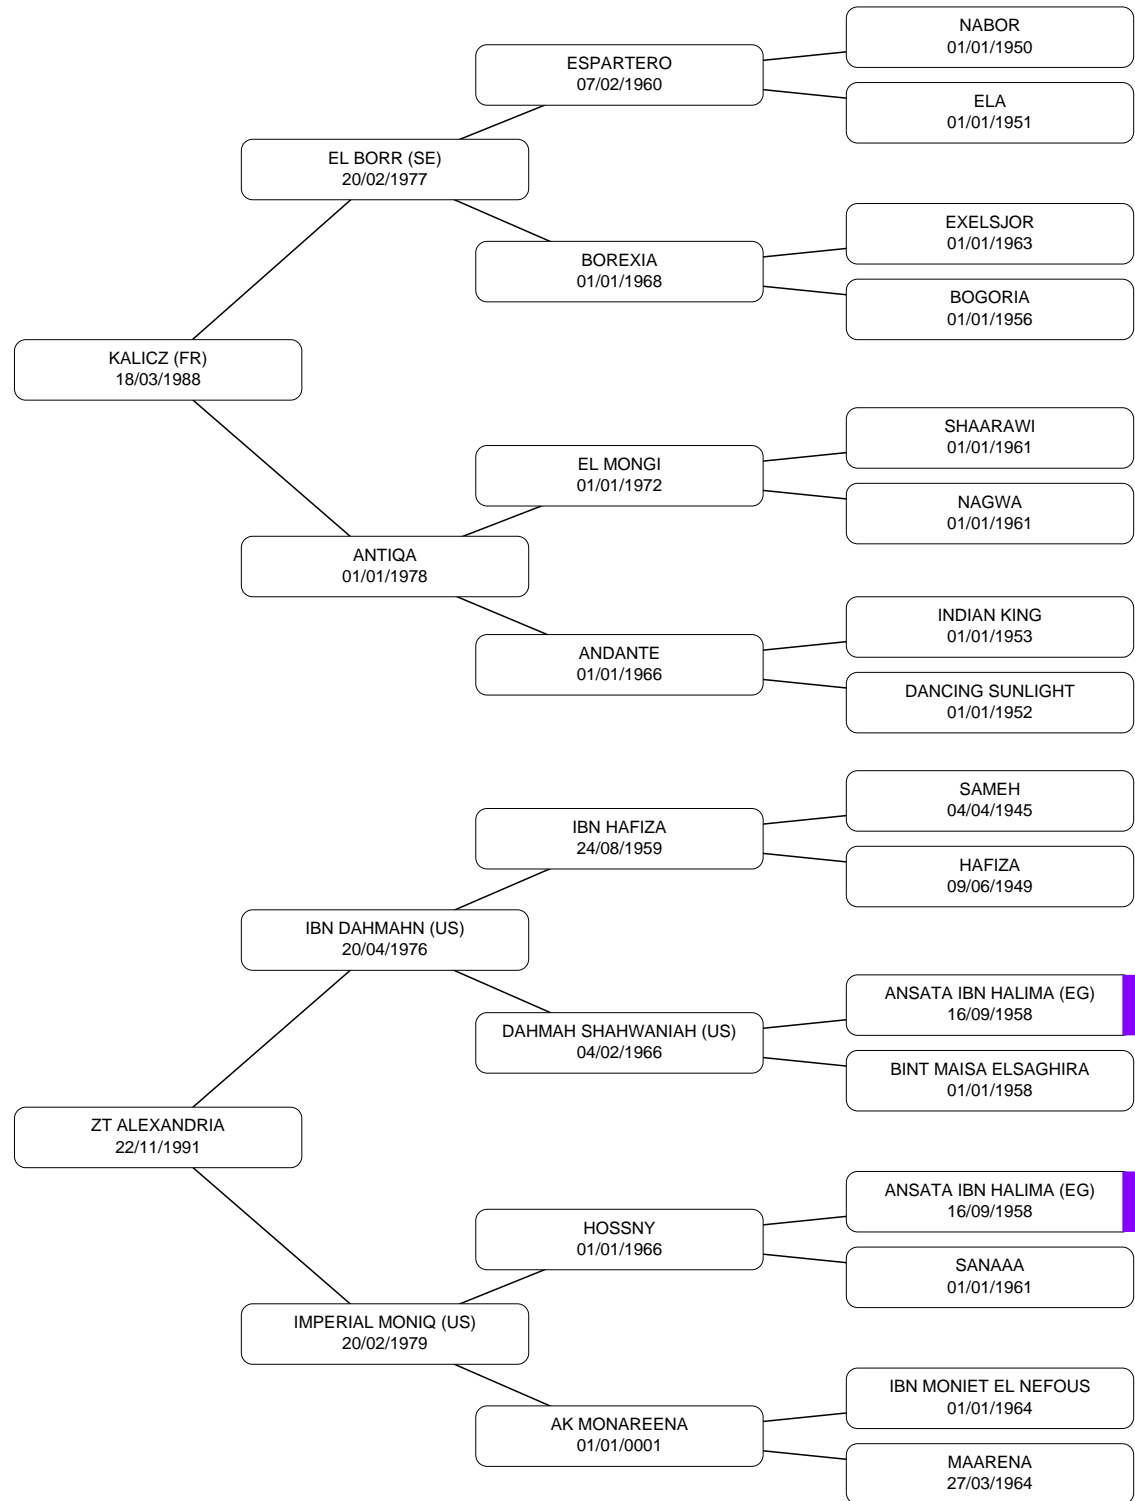 NABOR
01/01/1950
ESPARTERO
07/02/1960
ELA
01/01/1951
EL BORR (SE)
20/02/1977
EXELSJOR
01/01/1963
BOREXIA
01/01/1968
BOGORIA
01/01/1956
KALICZ (FR)
18/03/1988
SHAARAWI
01/01/1961
EL MONGI
01/01/1972
NAGWA
01/01/1961
ANTIQA
01/01/1978
INDIAN KING
01/01/1953
ANDANTE
01/01/1966
DANCING SUNLIGHT
01/01/1952
SAMEH
04/04/1945
IBN HAFIZA
24/08/1959
HAFIZA
09/06/1949
IBN DAHMAHN (US)
20/04/1976
ANSATA IBN HALIMA (EG)
16/09/1958
DAHMAH SHAHWANIAH (US)
04/02/1966
BINT MAISA ELSAGHIRA
01/01/1958
ZT ALEXANDRIA
22/11/1991
ANSATA IBN HALIMA (EG)
16/09/1958
HOSSNY
01/01/1966
SANAAA
01/01/1961
IMPERIAL MONIQ (US)
20/02/1979
IBN MONIET EL NEFOUS
01/01/1964
AK MONAREENA
01/01/0001
MAARENA
27/03/1964